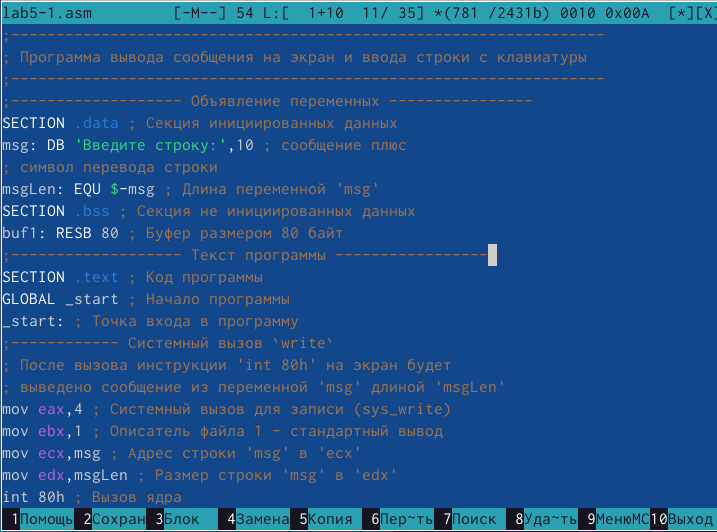 lab5-1.asm [-M--] 54 L:[ 1+10 11/ 35] *(781 /2431b) 0010 0x00A [*][X]
;------------------------------------------------------------------
; Программа вывода сообщения на экран и ввода строки с клавиатуры
;------------------------------------------------------------------
;------------------- Объявление переменных ----------------
SECTION .data ; Секция инициированных данных
msg: DB 'Введите строку:',10 ; сообщение плюс
; символ перевода строки
msgLen: EQU $-msg ; Длина переменной 'msg'
SECTION .bss ; Секция не инициированных данных
buf1: RESB 80 ; Буфер размером 80 байт
;------------------- Текст программы -----------------
SECTION .text ; Код программы
GLOBAL _start ; Начало программы
_start: ; Точка входа в программу
;------------ Системный вызов `write`
; После вызова инструкции 'int 80h' на экран будет
; выведено сообщение из переменной 'msg' длиной 'msgLen'
mov eax,4 ; Системный вызов для записи (sys_write)
mov ebx,1 ; Описатель файла 1 - стандартный вывод
mov ecx,msg ; Адрес строки 'msg' в 'ecx'
mov edx,msgLen ; Размер строки 'msg' в 'edx'
int 80h ; Вызов ядра
1Помощь 2Сохран 3Блок 4Замена 5Копия 6Пер~ть 7Поиск 8Уда~ть 9МенюМС 10Выход